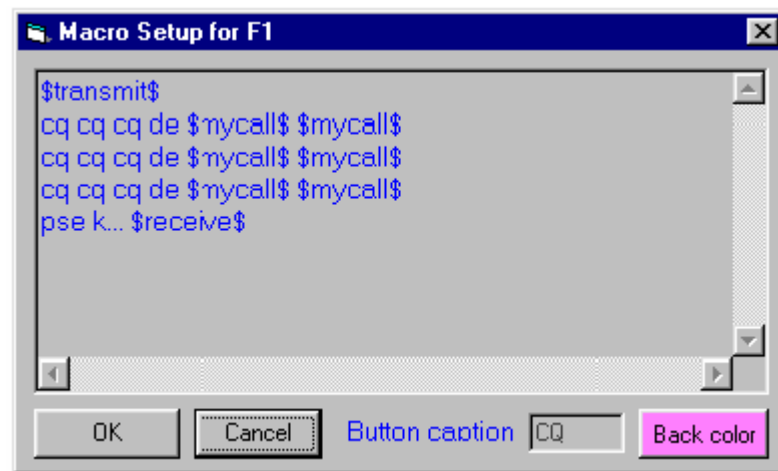 Macro Setup for F1
$transmit$
cq cq cq de $mycall$ $mycall$
cq cq cq de $mycall$ $mycall$
cq cq cq de $mycall$ $mycall$
pse k... $receive$
OK Cancel Button caption CQ Back color